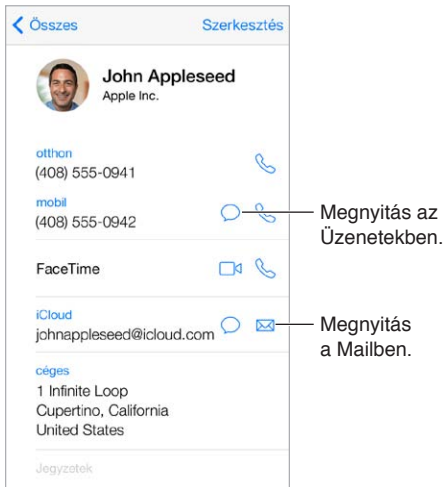 Összes Szerkesztés
John Appleseed
Apple Inc.
otthon
(408) 555-0941
mobil
(408) 555-0942
Megnyitás az
Üzenetekben.
FaceTime
iCloud
johnappleseed@icloud.com
Megnyitás
a Mailben.
céges
1 Infinite Loop
Cupertino, California
United States
Jegyzetek